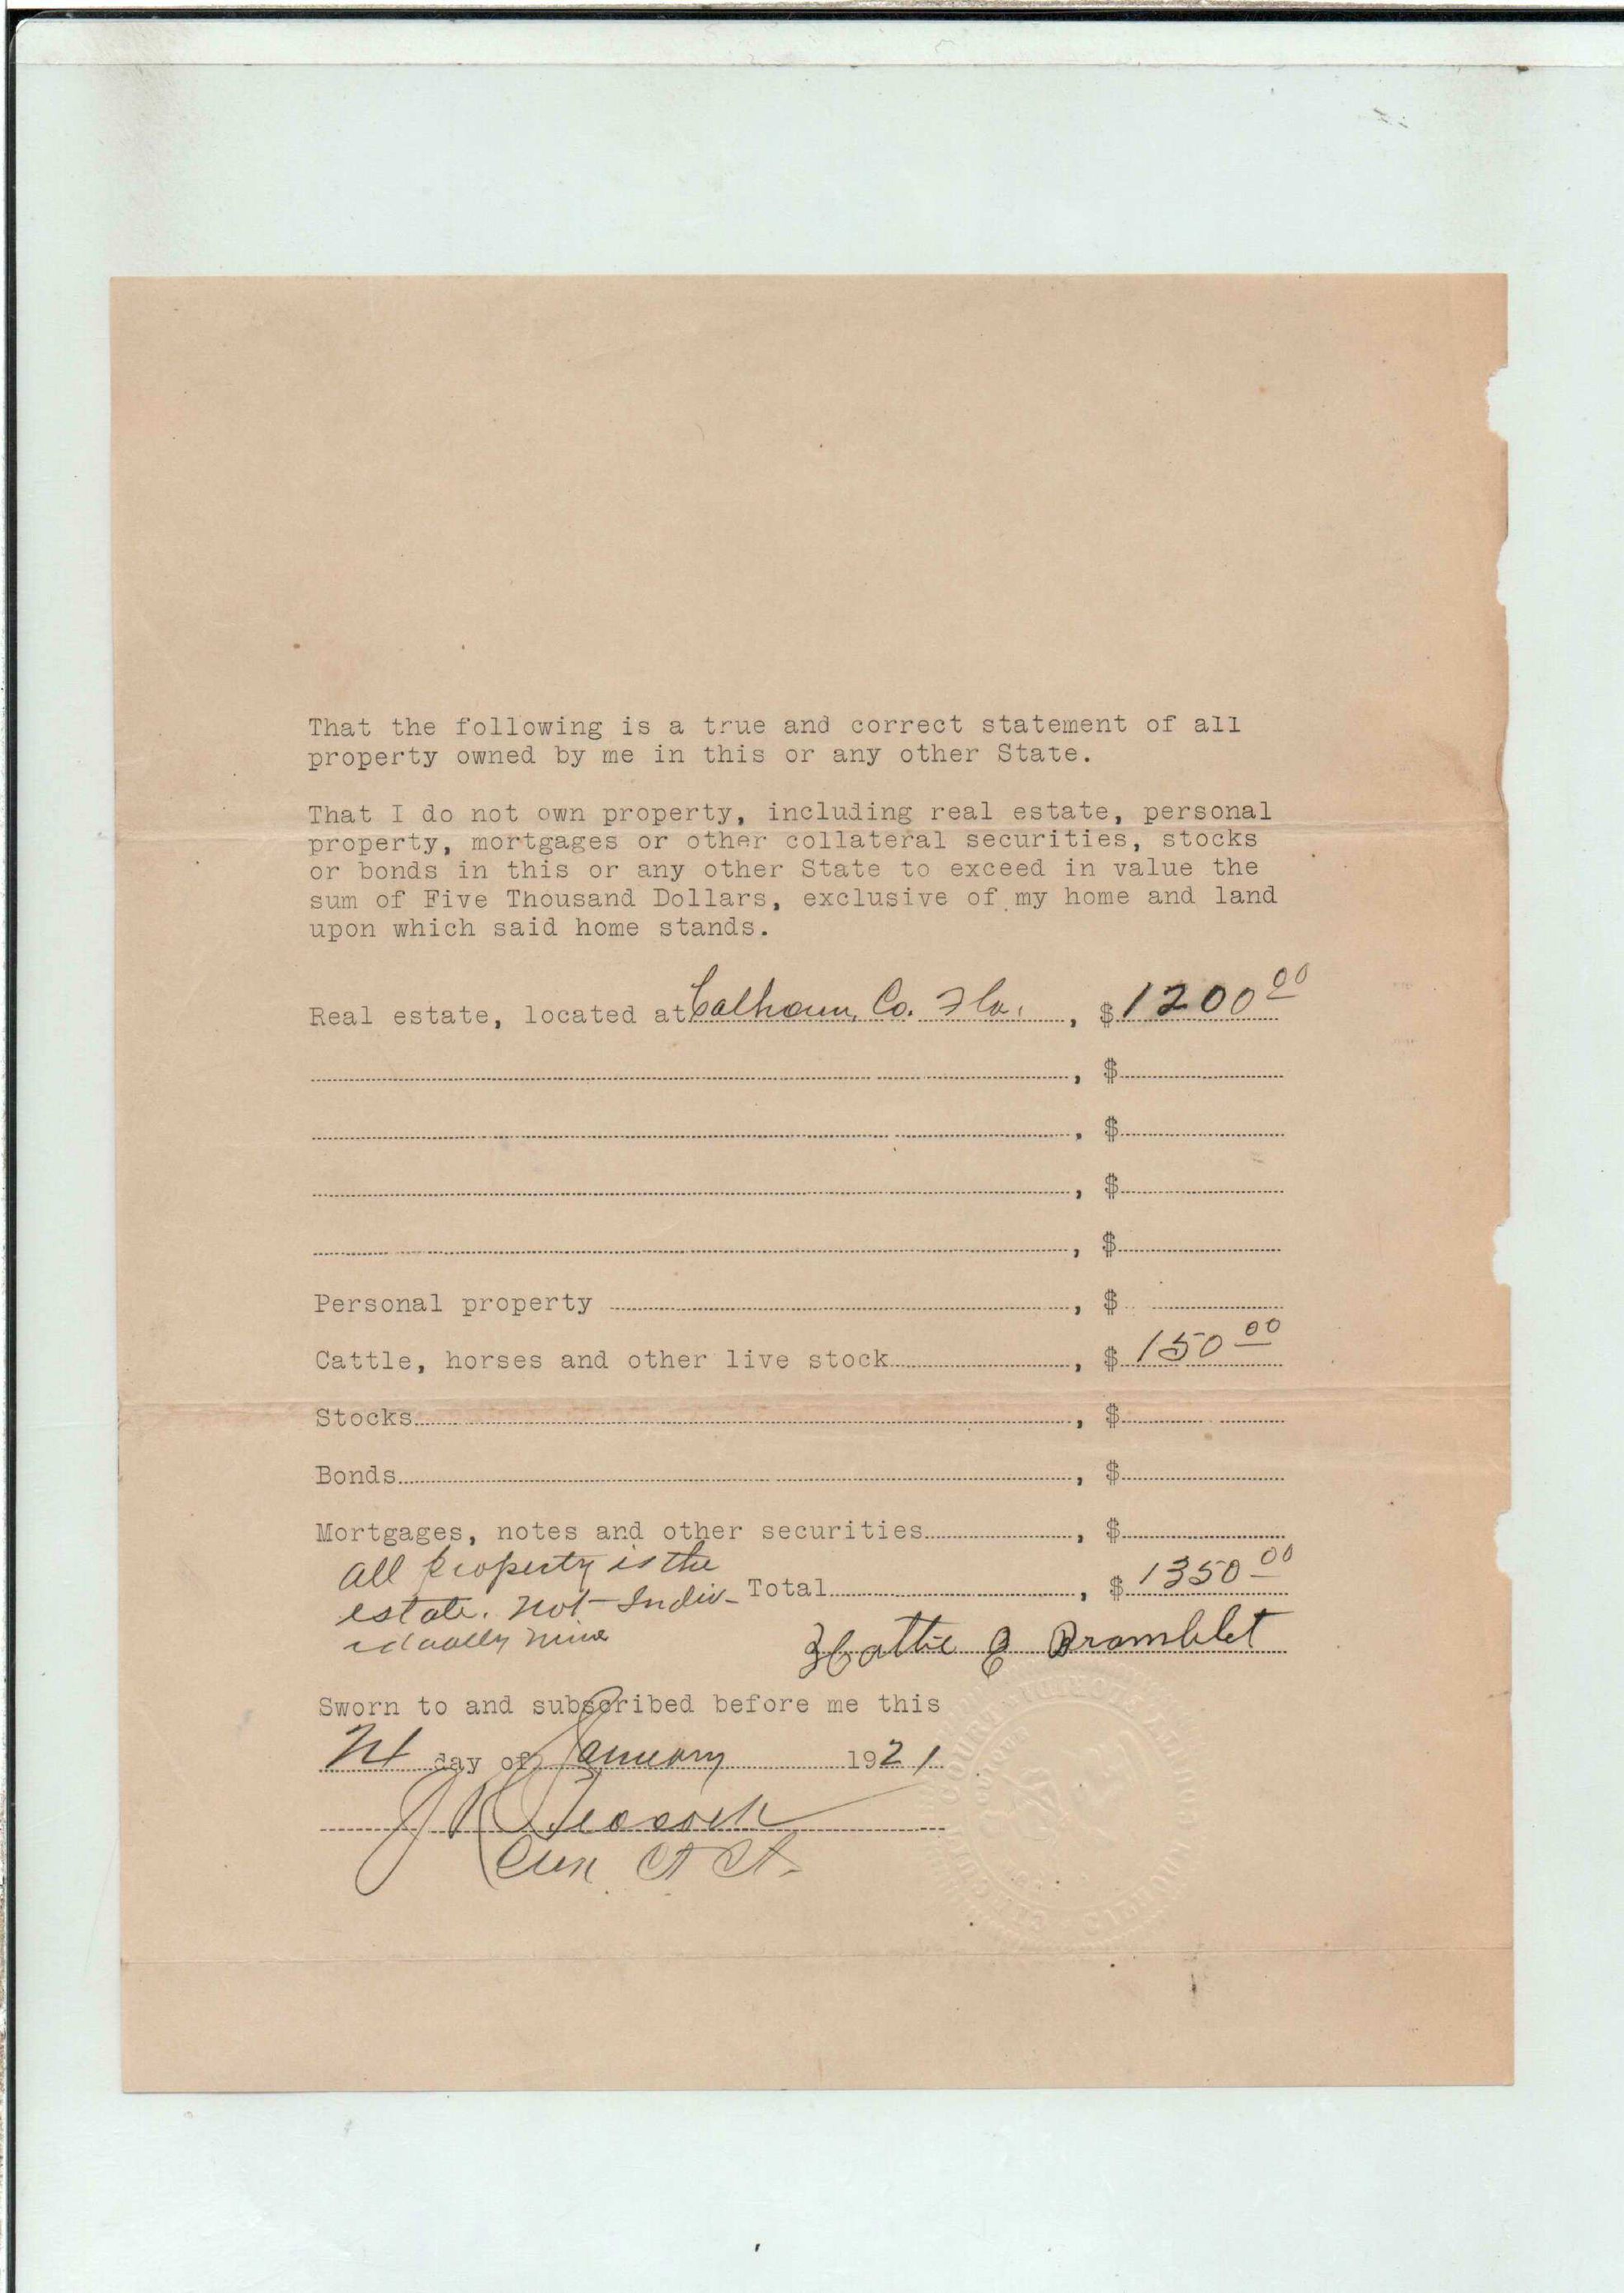 That the following is a true and correct statement of all
property owned by me in this or any other State.
That I do not own property, including real estate, personal
property, mortgages or other collateral securities, stocks
or bonds in this or any other State to exceed in value the
sum of Five Thousand Dollars, exclusive of my home and land
upon which said home stands.
Real estate, located at Calhoun, Co. Fla. , $ 1200 00
, $
, $
, $
, $
Personal property , $
Cattle, horses and other live stock , $ 150 00
Stocks , $
Bonds , $
Mortgages, notes and other securities , $
all property is the
estate. Not Indiv- Total , $ 1350 00
idually mine
Hattie E Bramblet
Sworn to and subscribed before me this
day of January 1921
Peacock
Ct Ct.
CIRCUIT COURT